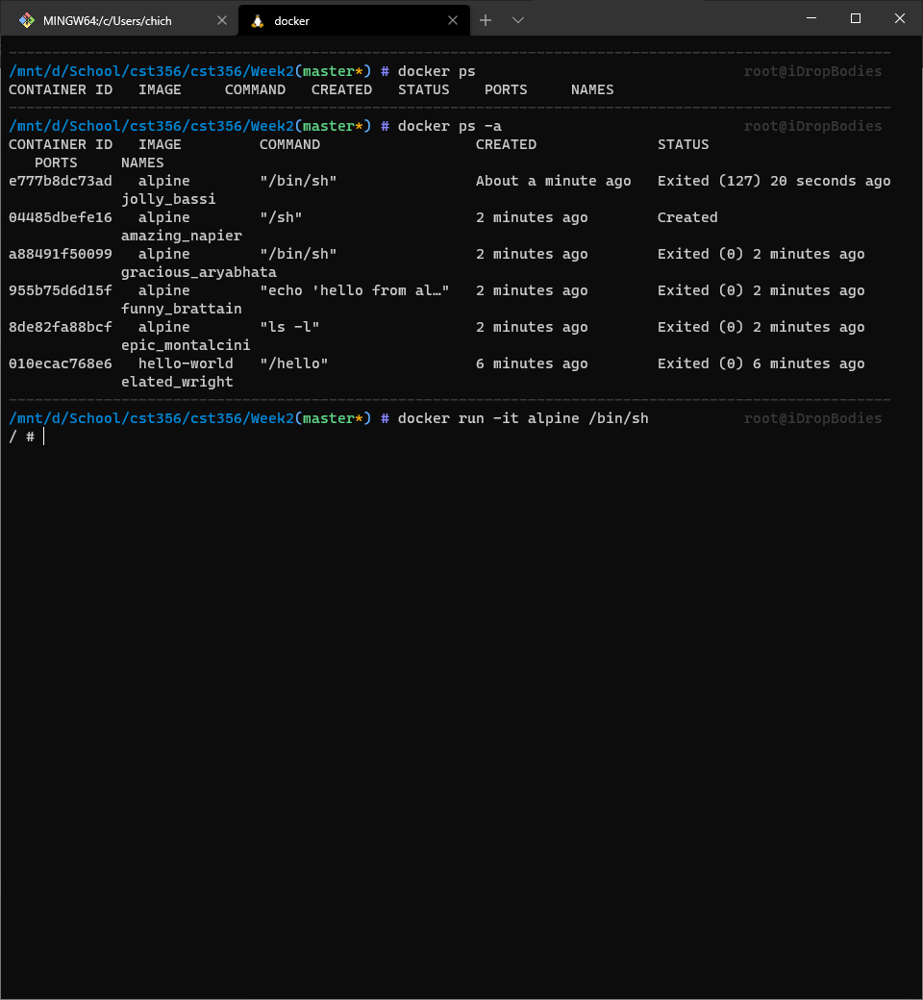 MINGW64:/c/Users/chich docker
/mnt/d/School/cst356/cst356/Week2(master*) # docker ps root@iDropBodies
CONTAINER ID IMAGE COMMAND CREATED STATUS PORTS NAMES
/mnt/d/School/cst356/cst356/Week2(master*) # docker ps -a root@iDropBodies
CONTAINER ID IMAGE COMMAND CREATED STATUS
PORTS NAMES
e777b8dc73ad alpine "/bin/sh" About a minute ago Exited (127) 20 seconds ago
jolly_bassi
04485dbefe16 alpine "/sh" 2 minutes ago Created
amazing_napier
a88491f50099 alpine "/bin/sh" 2 minutes ago Exited (0) 2 minutes ago
gracious_aryabhata
955b75d6d15f alpine "echo 'hello from al…" 2 minutes ago Exited (0) 2 minutes ago
funny_brattain
8de82fa88bcf alpine "ls -l" 2 minutes ago Exited (0) 2 minutes ago
epic_montalcini
010ecac768e6 hello-world "/hello" 6 minutes ago Exited (0) 6 minutes ago
elated_wright
/mnt/d/School/cst356/cst356/Week2(master*) # docker run -it alpine /bin/sh root@iDropBodies
/ #